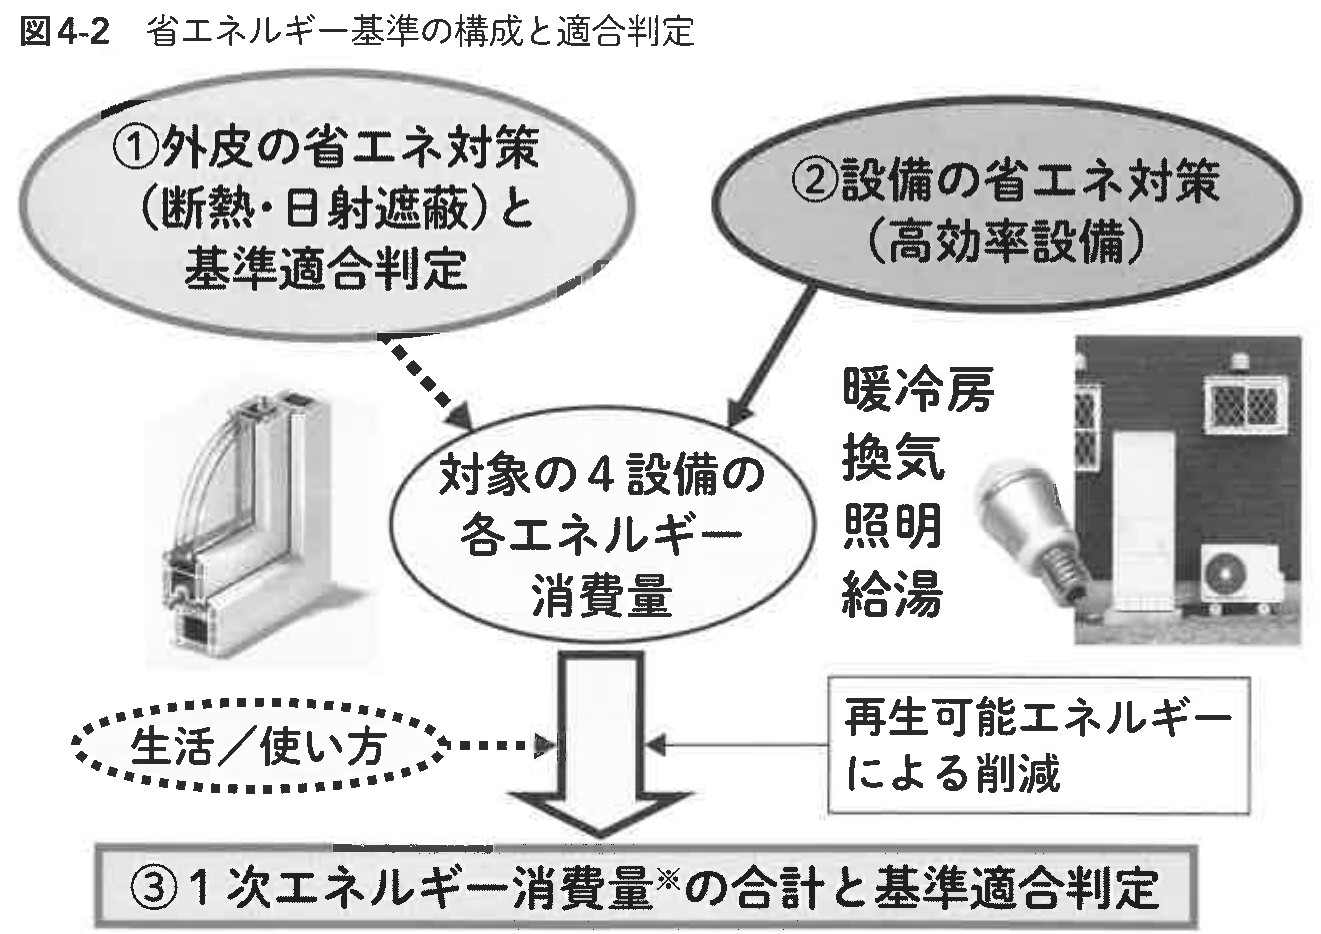 図4-2 省エネルギー基準の構成と適合判定
①外皮の省エネ対策
(断熱・日射遮蔽)と
基準適合判定
②設備の省エネ対策
(高効率設備)
暖冷房
換気
照明
給湯
対象の4設備の
各エネルギー
消費量
生活／使い方
再生可能エネルギー
による削減
③1次エネルギー消費量※の合計と基準適合判定